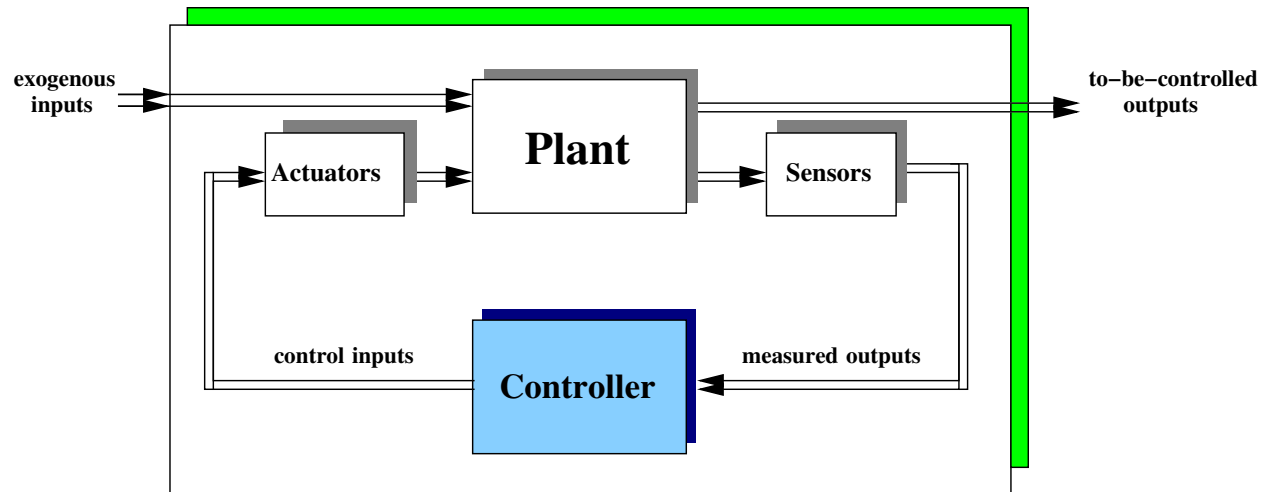 exogenous
inputs
to−be−controlled
outputs
Plant
Actuators
Sensors
control inputs
measured outputs
Controller